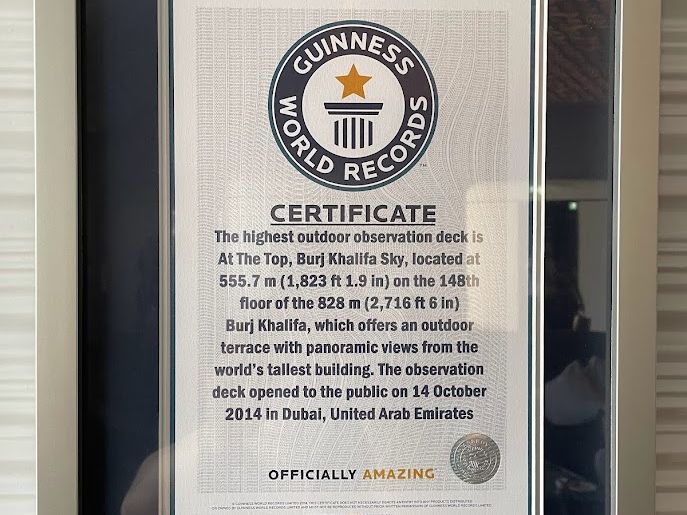 GUINNESS
WORLD RECORDS
TM
CERTIFICATE
The highest outdoor observation deck is
At The Top, Burj Khalifa Sky, located at
555.7 m (1,823 ft 1.9 in) on the 148th
floor of the 828 m (2,716 ft 6 in)
Burj Khalifa, which offers an outdoor
terrace with panoramic views from the
world's tallest building. The observation
deck opened to the public on 14 October
2014 in Dubai, United Arab Emirates
OFFICIALLY AMAZING